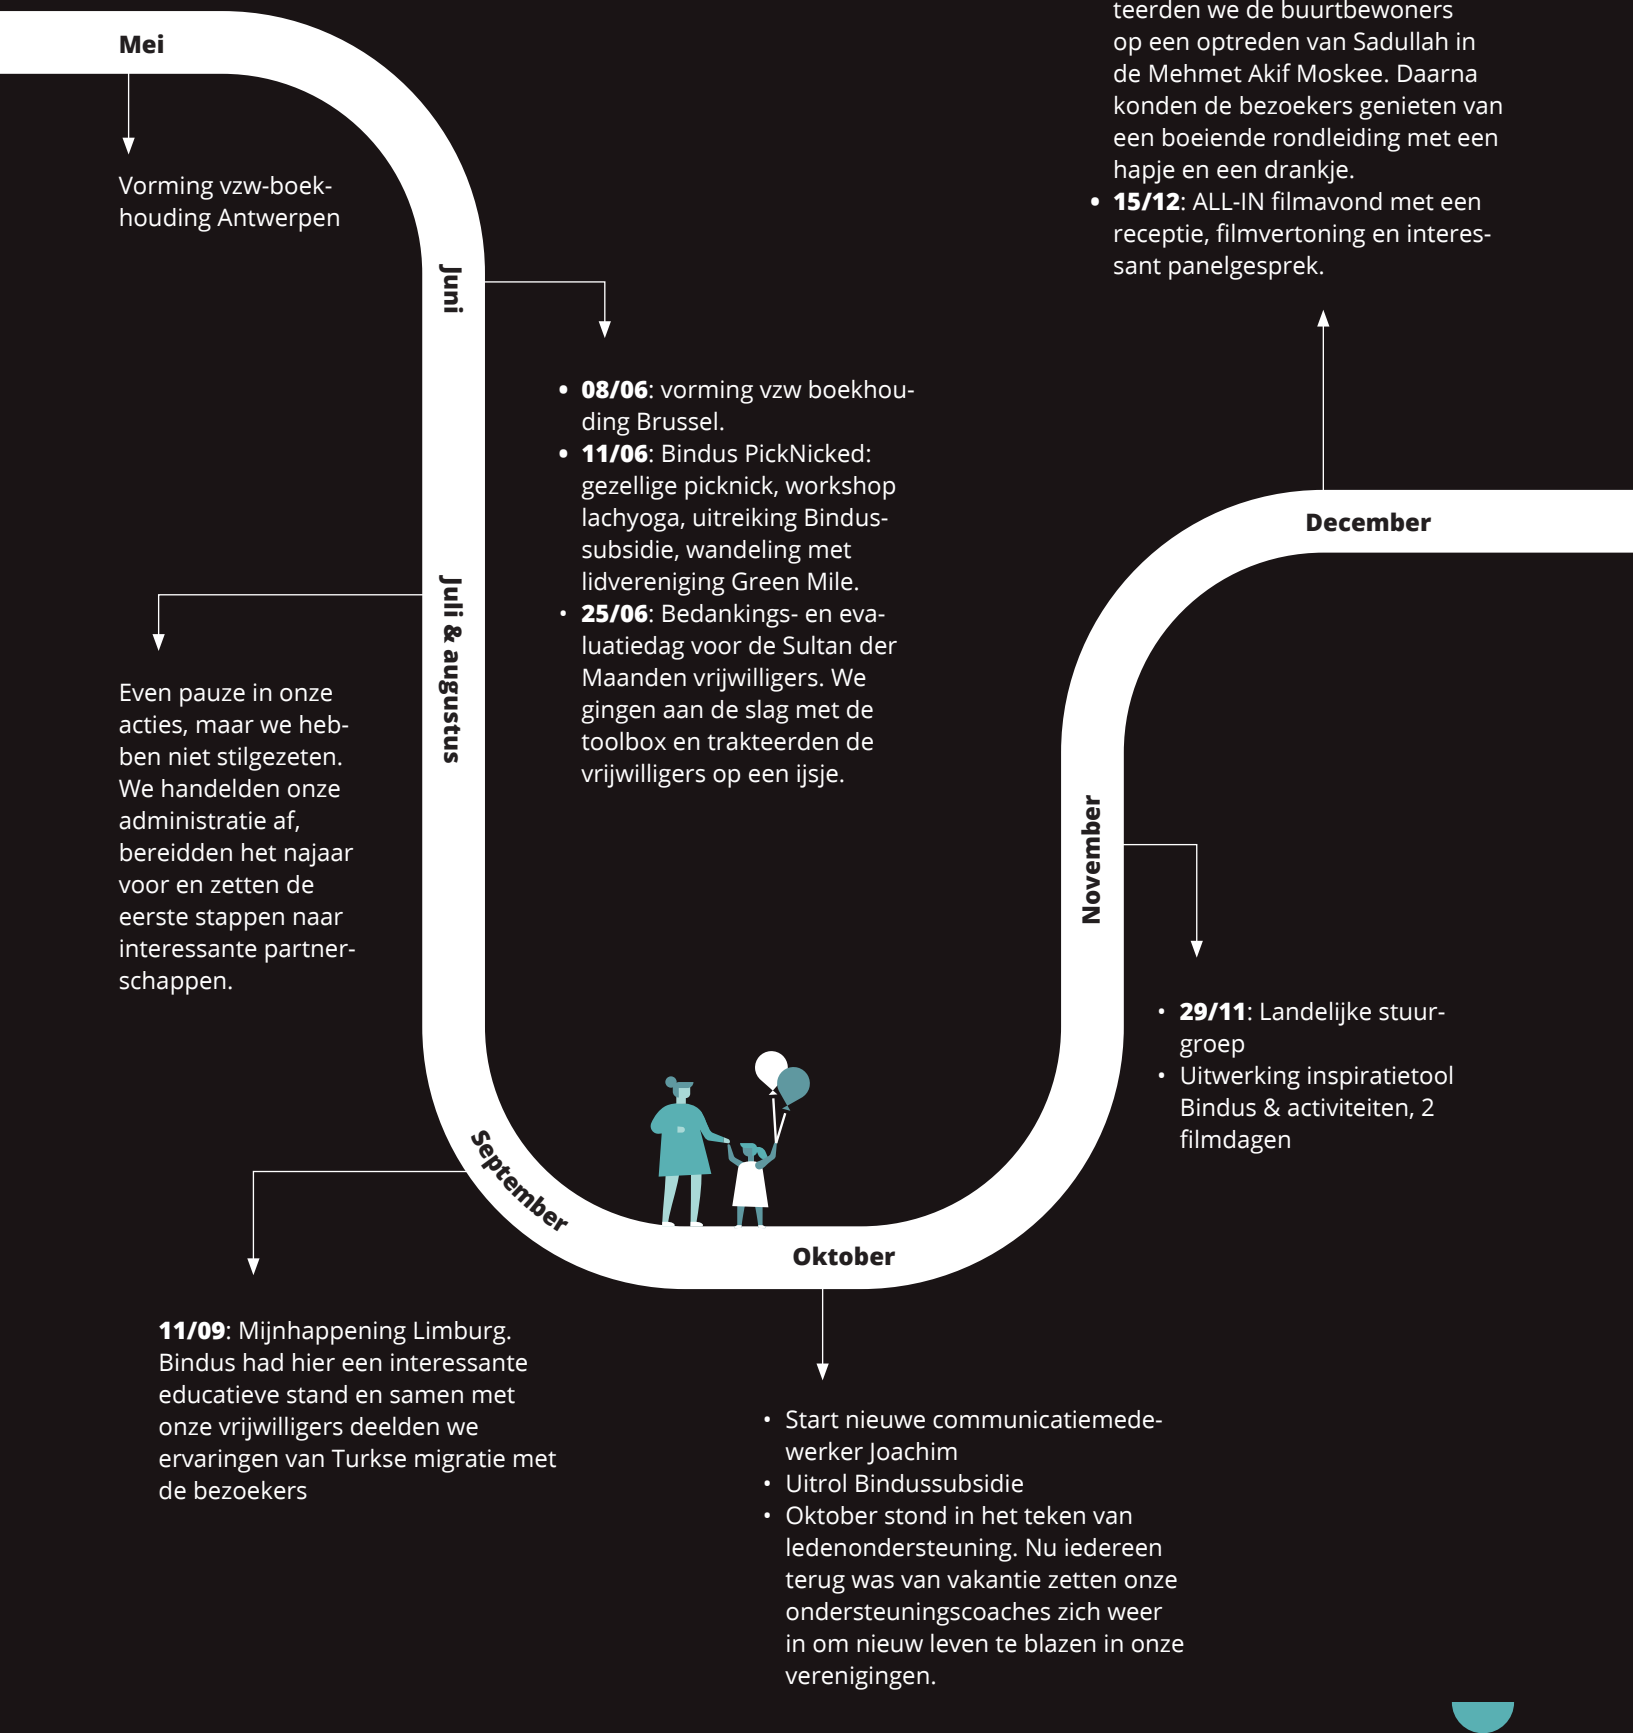 Mei
Vorming vzw-boek-
houding Antwerpen
Juni
• 08/06: vorming vzw boekhou-
ding Brussel.
• 11/06: Bindus PickNicked:
gezellige picknick, workshop
lachyoga, uitreiking Bindus-
subsidie, wandeling met
lidvereniging Green Mile.
• 25/06: Bedankings- en eva-
luatiedag voor de Sultan der
Maanden vrijwilligers. We
gingen aan de slag met de
toolbox en trakteerden de
vrijwilligers op een ijsje.
Juli & augustus
Even pauze in onze
acties, maar we heb-
ben niet stilgezeten.
We handelden onze
administratie af,
bereidden het najaar
voor en zetten de
eerste stappen naar
interessante partner-
schappen.
September
11/09: Mijnhappening Limburg.
Bindus had hier een interessante
educatieve stand en samen met
onze vrijwilligers deelden we
ervaringen van Turkse migratie met
de bezoekers
Oktober
• Start nieuwe communicatiemede-
werker Joachim
• Uitrol Bindussubsidie
• Oktober stond in het teken van
ledenondersteuning. Nu iedereen
terug was van vakantie zetten onze
ondersteuningscoaches zich weer
in om nieuw leven te blazen in onze
verenigingen.
November
• 29/11: Landelijke stuur-
groep
• Uitwerking inspiratietool
Bindus & activiteiten, 2
filmdagen
December
teerden we de buurtbewoners
op een optreden van Sadullah in
de Mehmet Akif Moskee. Daarna
konden de bezoekers genieten van
een boeiende rondleiding met een
hapje en een drankje.
• 15/12: ALL-IN filmavond met een
receptie, filmvertoning en interes-
sant panelgesprek.